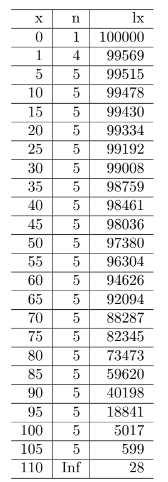 x n lx
0 1 100000
1 4 99569
5 5 99515
10 5 99478
15 5 99430
20 5 99334
25 5 99192
30 5 99008
35 5 98759
40 5 98461
45 5 98036
50 5 97380
55 5 96304
60 5 94626
65 5 92094
70 5 88287
75 5 82345
80 5 73473
85 5 59620
90 5 40198
95 5 18841
100 5 5017
105 5 599
110 Inf 28